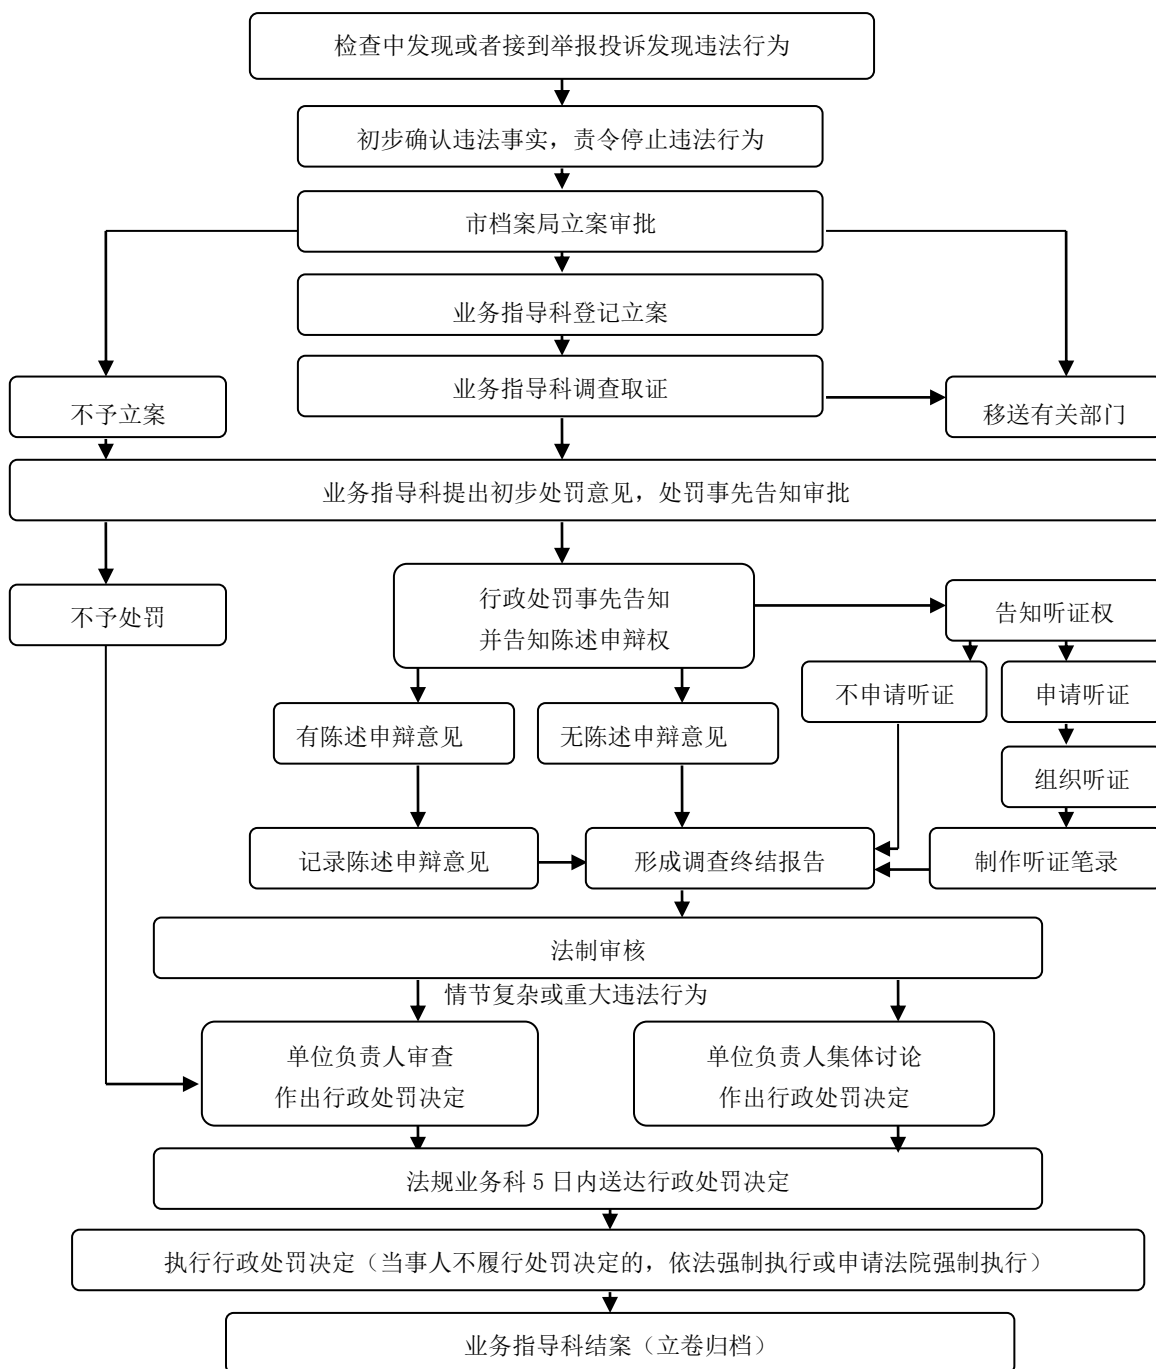 检查中发现或者接到举报投诉发现违法行为
初步确认违法事实，责令停止违法行为
市档案局立案审批
业务指导科登记立案
业务指导科调查取证
不予立案
移送有关部门
业务指导科提出初步处罚意见，处罚事先告知审批
行政处罚事先告知
并告知陈述申辩权
不予处罚
告知听证权
不申请听证
申请听证
有陈述申辩意见
无陈述申辩意见
组织听证
记录陈述申辩意见
形成调查终结报告
制作听证笔录
法制审核
情节复杂或重大违法行为
单位负责人审查
作出行政处罚决定
单位负责人集体讨论
作出行政处罚决定
法规业务科 5 日内送达行政处罚决定
执行行政处罚决定（当事人不履行处罚决定的，依法强制执行或申请法院强制执行）
业务指导科结案（立卷归档）